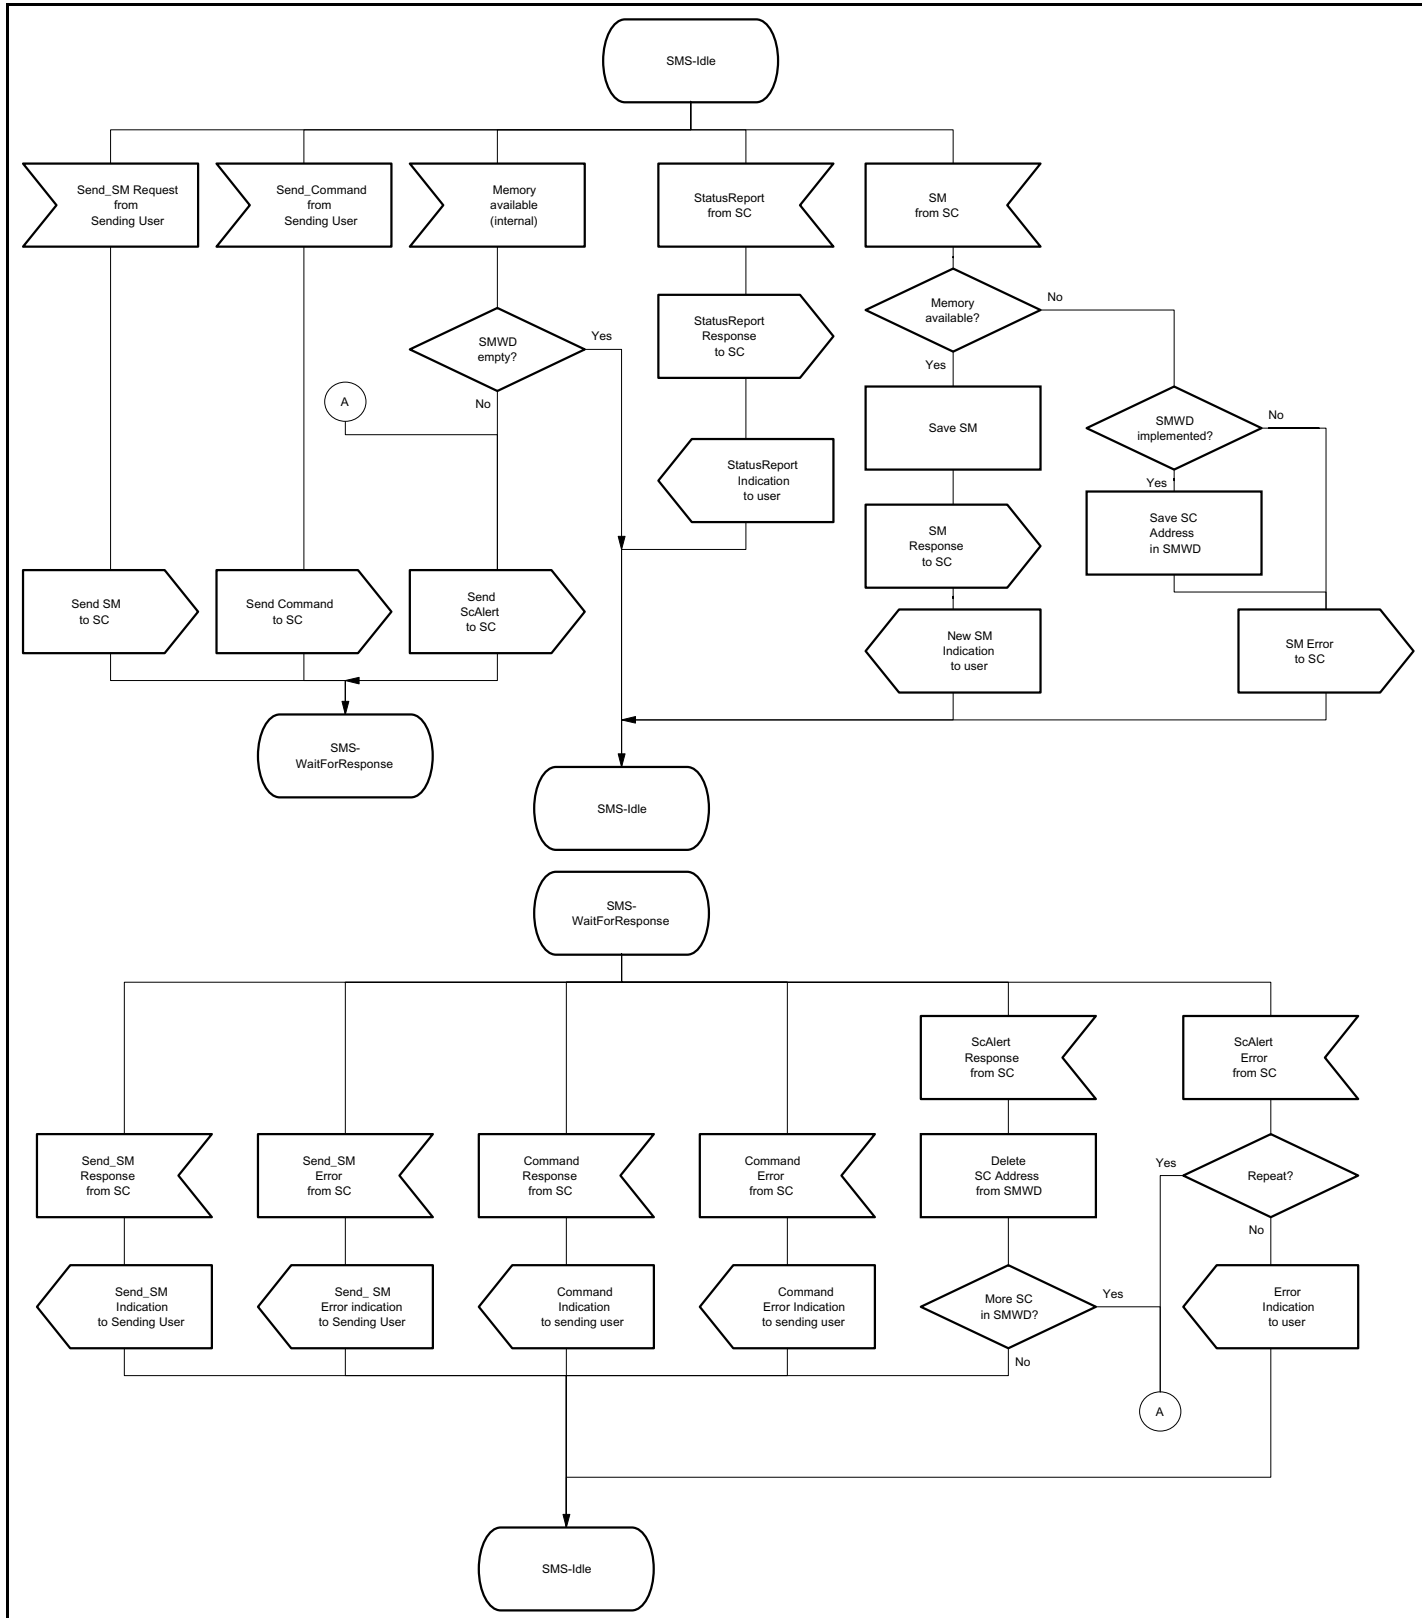 SMS-Idle
Send_SM Request
from
Sending User
Send_Command
from
Sending User
Memory
available
(internal)
StatusReport
from SC
SM
from SC
SMWD
empty?
Yes
No
A
StatusReport
Response
to SC
Memory
available?
No
Yes
Save SM
SMWD
implemented?
No
Yes
StatusReport
Indication
to user
SM
Response
to SC
Save SC
Address
in SMWD
Send SM
to SC
Send Command
to SC
Send
ScAlert
to SC
New SM
Indication
to user
SM Error
to SC
SMS-
WaitForResponse
SMS-Idle
SMS-
WaitForResponse
ScAlert
Response
from SC
ScAlert
Error
from SC
Send_SM
Response
from SC
Send_SM
Error
from SC
Command
Response
from SC
Command
Error
from SC
Delete
SC Address
from SMWD
Yes
Repeat?
No
Send_SM
Indication
to Sending User
Send_ SM
Error indication
to Sending User
Command
Indication
to sending user
Command
Error Indication
to sending user
More SC
in SMWD?
Yes
No
Error
Indication
to user
A
SMS-Idle